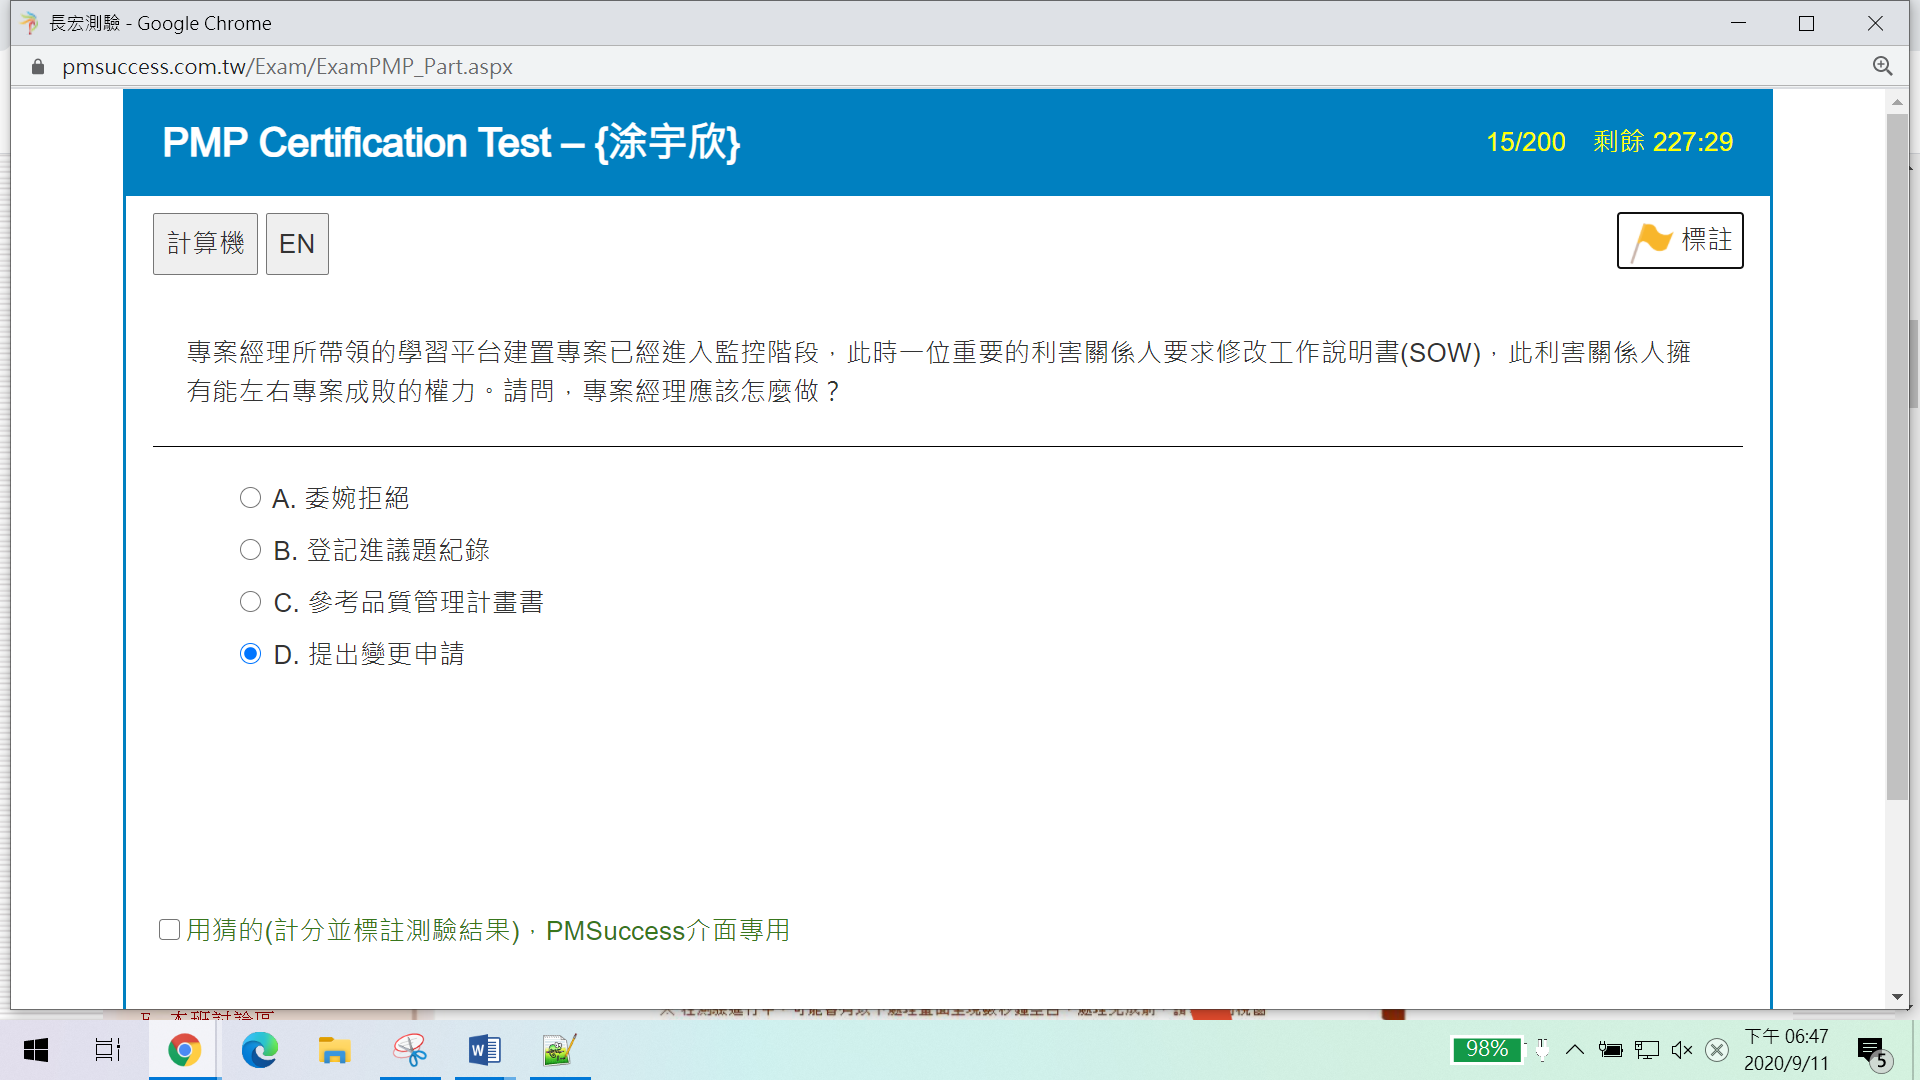 長宏測驗 - Google Chrome
pmsuccess.com.tw/Exam/ExamPMP_Part.aspx
PMP Certification Test – {涂宇欣}
15/200 剩餘 227:29
計算機
EN
標註
專案經理所帶領的學習平台建置專案已經進入監控階段，此時一位重要的利害關係人要求修改工作說明書(SOW)，此利害關係人擁
有能左右專案成敗的權力。請問，專案經理應該怎麼做？
A. 委婉拒絕
B. 登記進議題紀錄
C. 參考品質管理計畫書
D. 提出變更申請
用猜的(計分並標註測驗結果)，PMSuccess介面專用
98%
下午 06:47
2020/9/11
5